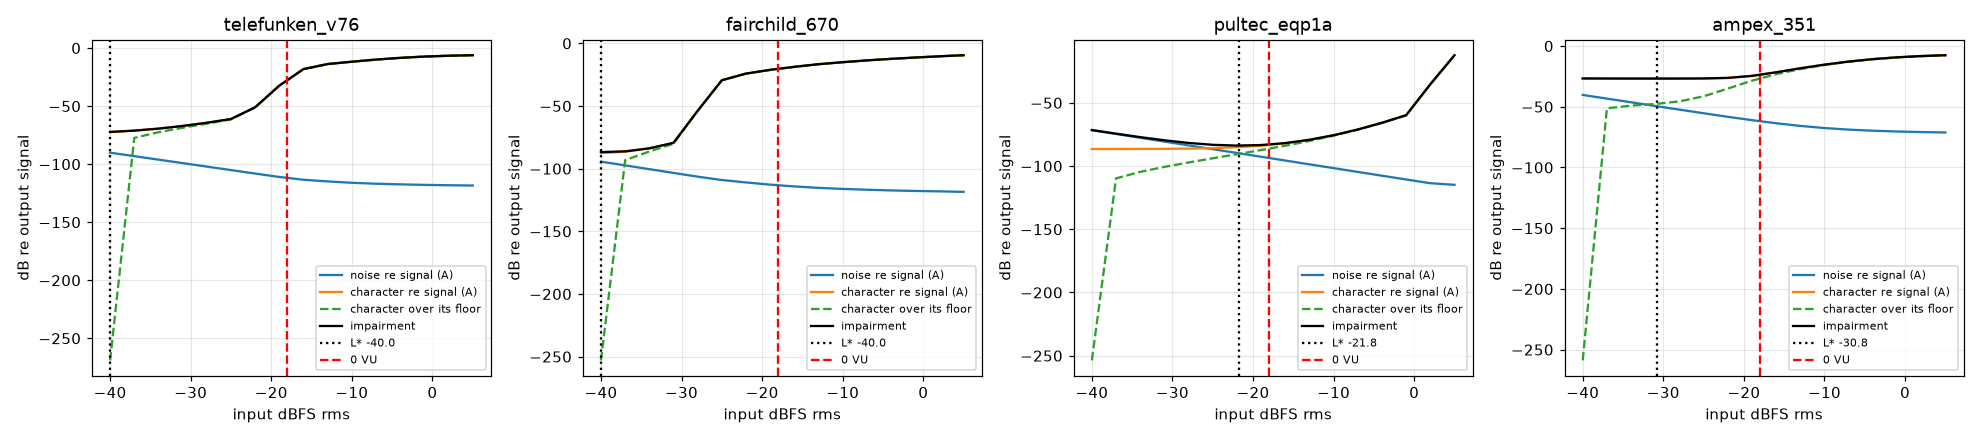 telefunken_v76
dB re output signal
0
−50
−100
−150
−200
−250
−40
−30
−20
−10
0
input dBFS rms
noise re signal (A)
character re signal (A)
character over its floor
impairment
L* -40.0
0 VU
fairchild_670
dB re output signal
0
−50
−100
−150
−200
−250
−40
−30
−20
−10
0
input dBFS rms
noise re signal (A)
character re signal (A)
character over its floor
impairment
L* -40.0
0 VU
pultec_eqp1a
dB re output signal
−50
−100
−150
−200
−250
−40
−30
−20
−10
0
input dBFS rms
noise re signal (A)
character re signal (A)
character over its floor
impairment
L* -21.8
0 VU
ampex_351
dB re output signal
0
−50
−100
−150
−200
−250
−40
−30
−20
−10
0
input dBFS rms
noise re signal (A)
character re signal (A)
character over its floor
impairment
L* -30.8
0 VU